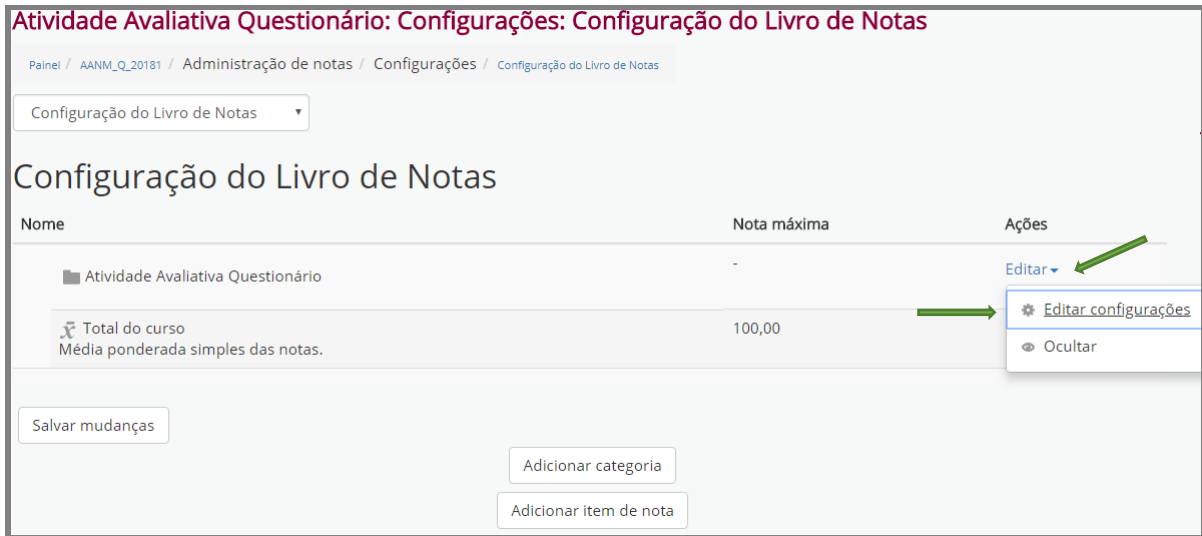 Atividade Avaliativa Questionário: Configurações: Configuração do Livro de Notas
Painel / AANM_Q_20181 / Administração de notas / Configurações / Configuração do Livro de Notas
Configuração do Livro de Notas
Configuração do Livro de Notas
Nome Nota máxima Ações
Atividade Avaliativa Questionário - Editar
Editar configurações
x̄ Total do curso 100,00
Ocultar
Média ponderada simples das notas.
Salvar mudanças
Adicionar categoria
Adicionar item de nota